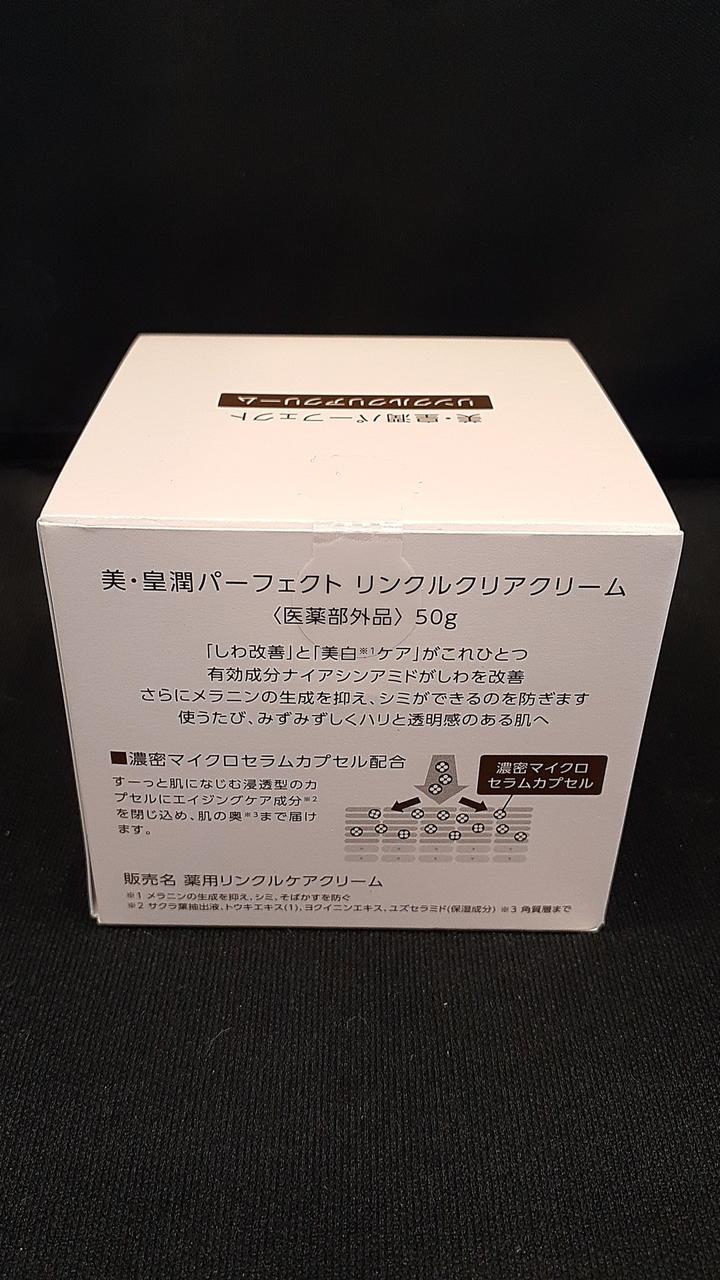 美・皇潤パーフェクト
リンクルクリアクリーム
美・皇潤パーフェクト リンクルクリアクリーム
〈医薬部外品〉 50g
「しわ改善」と「美白※1ケア」がこれひとつ
有効成分ナイアシンアミドがしわを改善
さらにメラニンの生成を抑え、シミができるのを防ぎます
使うたび、みずみずしくハリと透明感のある肌へ
■濃密マイクロセラムカプセル配合
すーっと肌になじむ浸透型のカ
プセルにエイジングケア成分※2
を閉じ込め、肌の奥※3まで届け
ます。
濃密マイクロ
セラムカプセル
販売名 薬用リンクルケアクリーム
※1 メラニンの生成を抑え、シミ、そばかすを防ぐ
※2 サクラ葉抽出液、トウキエキス(1)、ヨクイニンエキス、ユズセラミド(保湿成分) ※3 角質層まで